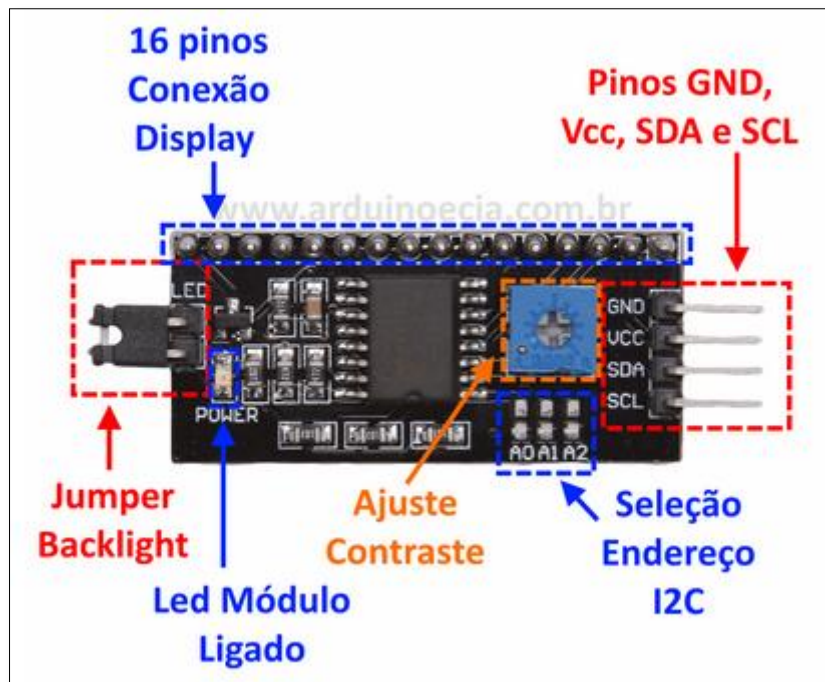 16 pinos
Conexão
Display
Pinos GND,
Vcc, SDA e SCL
www.arduinoecia.com.br
LED
GND
VCC
SDA
SCL
POWER
A0 A1 A2
Jumper
Backlight
Ajuste
Contraste
Seleção
Endereço
I2C
Led Módulo
Ligado